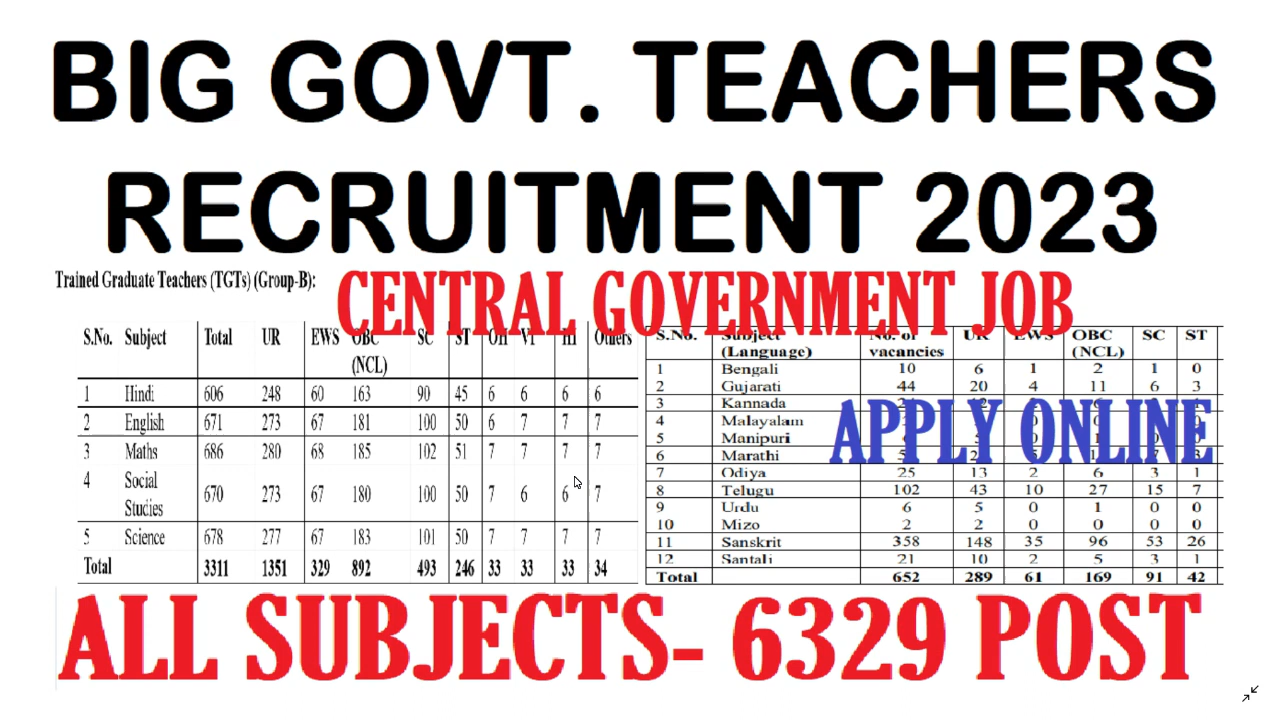 BIG GOVT. TEACHERS
RECRUITMENT 2023
Trained Graduate Teachers (TGTs) (Group-B):
CENTRAL GOVERNMENT JOB
S.No. Subject Total UR EWS OBC (NCL) SC ST OH VI HI Others
1 Hindi 606 248 60 163 90 45 6 6 6 6
2 English 671 273 67 181 100 50 6 7 7 7
3 Maths 686 280 68 185 102 51 7 7 7 7
4 Social Studies 670 273 67 180 100 50 7 6 6 7
5 Science 678 277 67 183 101 50 7 7 7 7
Total 3311 1351 329 892 493 246 33 33 33 34
S.No. Subject (Language) No. of vacancies UR EWS OBC (NCL) SC ST
1 Bengali 10 6 1 2 1 0
2 Gujarati 44 20 4 11 6 3
3 Kannada
4 Malayalam
5 Manipuri
6 Marathi
7 Odiya 25 13 2 6 3 1
8 Telugu 102 43 10 27 15 7
9 Urdu 6 5 0 1 0 0
10 Mizo 2 2 0 0 0 0
11 Sanskrit 358 148 35 96 53 26
12 Santali 21 10 2 5 3 1
Total 652 289 61 169 91 42
APPLY ONLINE
ALL SUBJECTS- 6329 POST